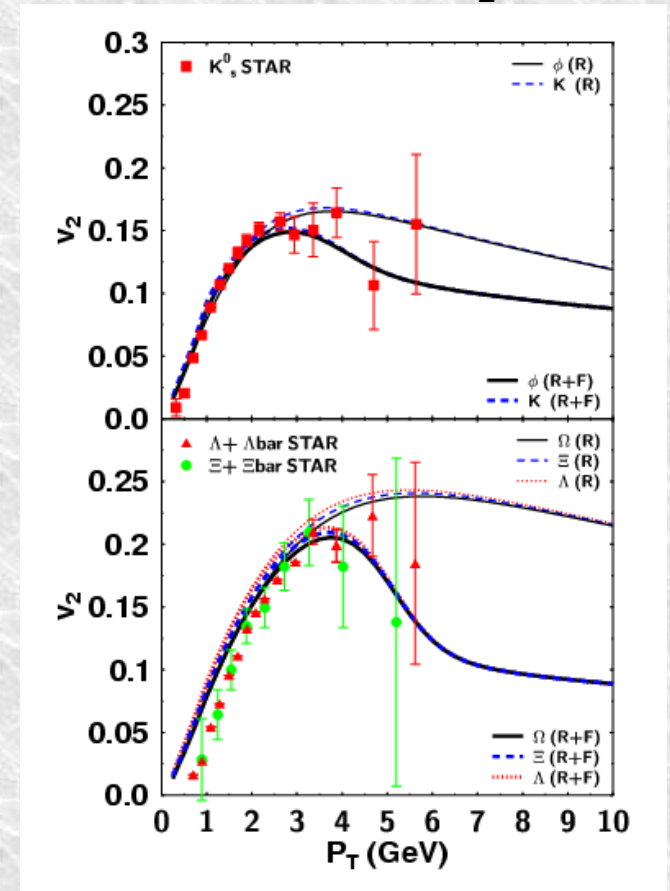 0.3
K⁰ₛ STAR
ϕ (R)
K (R)
0.2
0.15
v₂
0.1
0.05
ϕ (R+F)
K (R+F)
0.0
Λ+ Λbar STAR
Ξ+ Ξbar STAR
Ω (R)
Ξ (R)
Λ (R)
0.25
0.2
v₂
0.15
0.1
0.05
Ω (R+F)
Ξ (R+F)
Λ (R+F)
0.0
0 1 2 3 4 5 6 7 8 9 10
P_T (GeV)